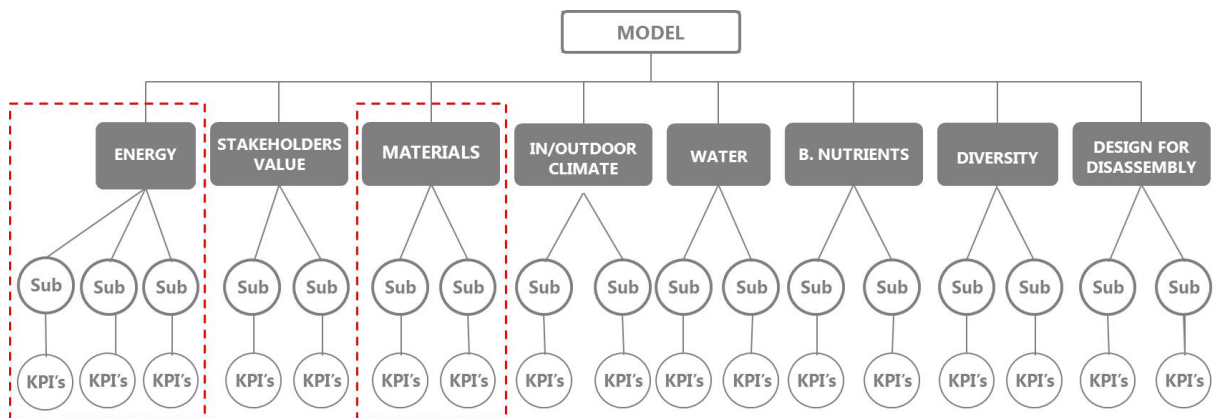 MODEL
ENERGY
STAKEHOLDERS
VALUE
MATERIALS
IN/OUTDOOR
CLIMATE
WATER
B. NUTRIENTS
DIVERSITY
DESIGN FOR
DISASSEMBLY
Sub Sub Sub Sub Sub Sub Sub Sub Sub Sub Sub Sub Sub Sub Sub Sub Sub
KPI's KPI's KPI's KPI's KPI's KPI's KPI's KPI's KPI's KPI's KPI's KPI's KPI's KPI's KPI's KPI's KPI's